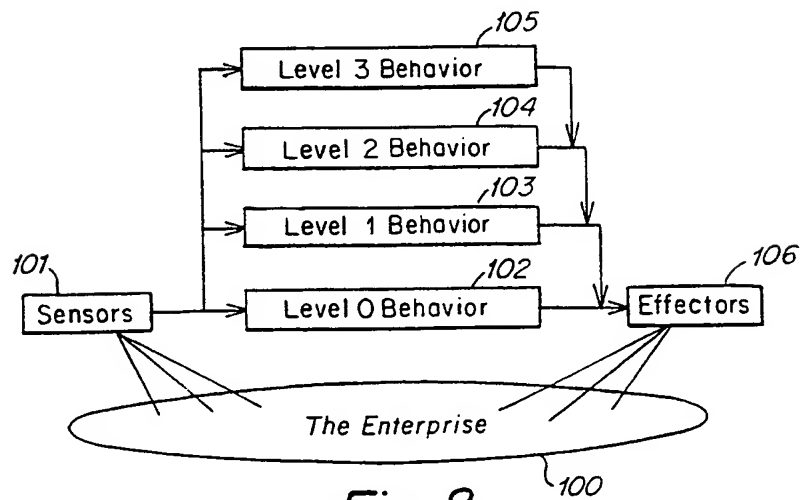 105
Level 3 Behavior
104
Level 2 Behavior
103
Level 1 Behavior
101
102
106
Sensors
Level 0 Behavior
Effectors
The Enterprise
100